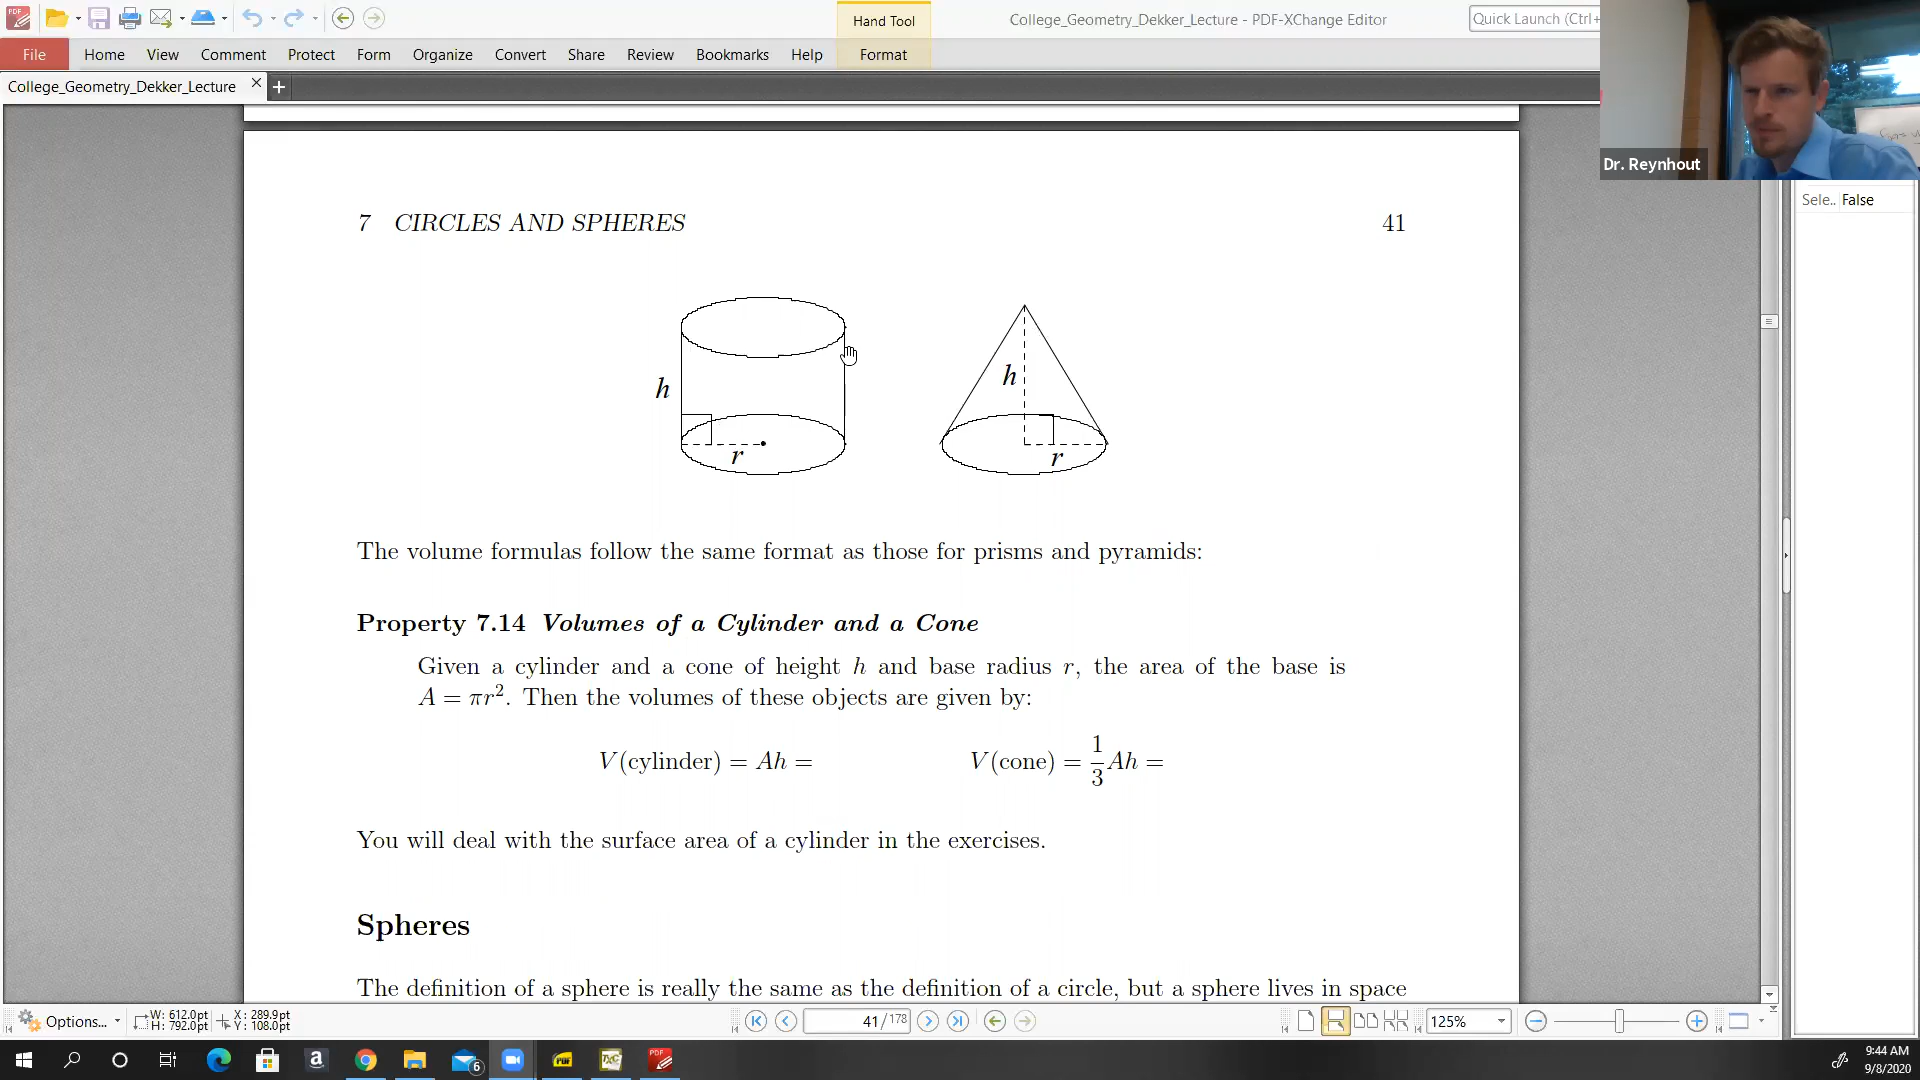 Hand Tool
College_Geometry_Dekker_Lecture - PDF-XChange Editor
Quick Launch (Ctrl+
File Home View Comment Protect Form Organize Convert Share Review Bookmarks Help Format
College_Geometry_Dekker_Lecture
Dr. Reynhout
Sele.. False
7 CIRCLES AND SPHERES 41
h
r
h
r
The volume formulas follow the same format as those for prisms and pyramids:
Property 7.14 Volumes of a Cylinder and a Cone
Given a cylinder and a cone of height h and base radius r, the area of the base is
A = πr². Then the volumes of these objects are given by:
V(cylinder) = Ah = V(cone) = 1/3 Ah =
You will deal with the surface area of a cylinder in the exercises.
Spheres
The definition of a sphere is really the same as the definition of a circle, but a sphere lives in space
Options... W: 612.0pt H: 792.0pt X: 289.9pt Y: 108.0pt 41 / 178 125%
6
9:44 AM
9/8/2020